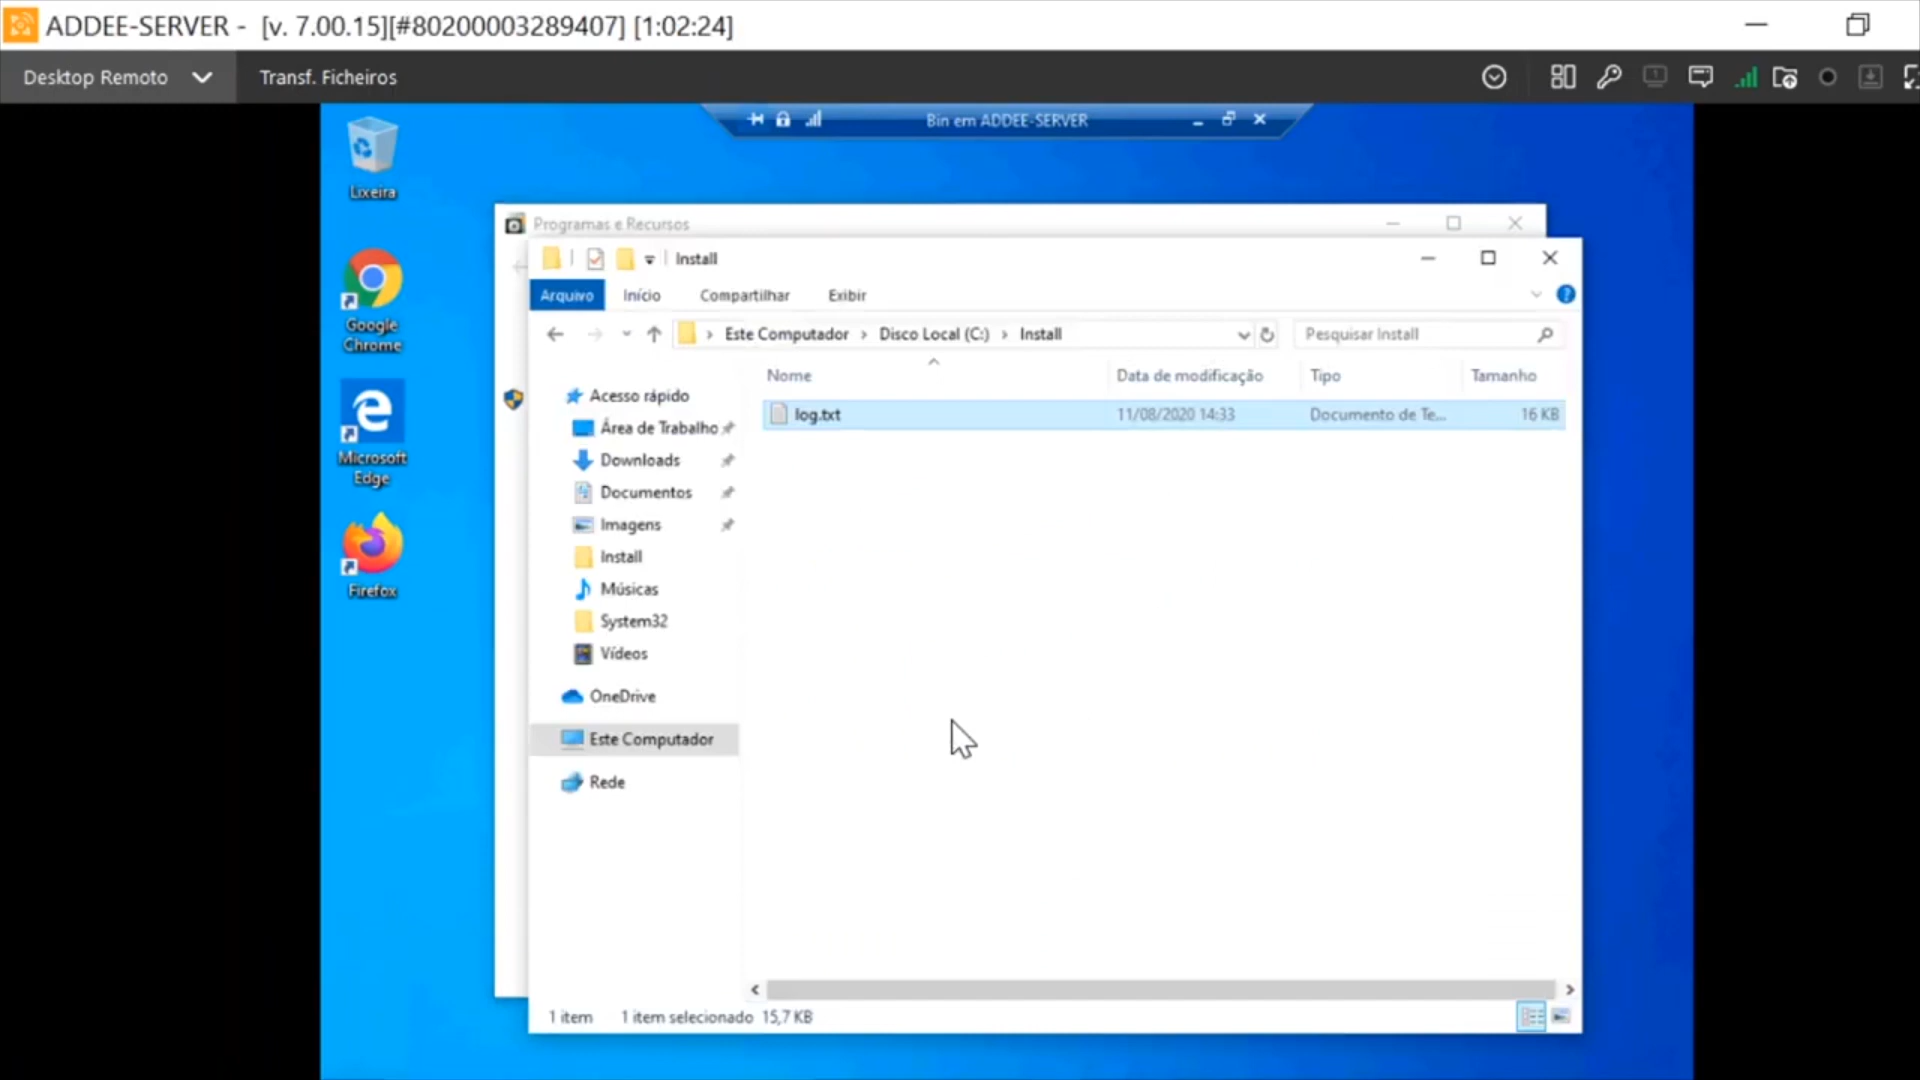 ADDEE-SERVER - [v. 7.00.15][#80200003289407] [1:02:24]
Desktop Remoto
Transf. Ficheiros
Bin em ADDEE-SERVER
Lixeira
Google
Chrome
Microsoft
Edge
Firefox
Programas e Recursos
Install
Arquivo
Início
Compartilhar
Exibir
Este Computador
Disco Local (C:)
Install
Pesquisar Install
Nome
Data de modificação
Tipo
Tamanho
log.txt
11/08/2020 14:33
Documento de Te...
16 KB
Acesso rápido
Área de Trabalho
Downloads
Documentos
Imagens
Install
Músicas
System32
Vídeos
OneDrive
Este Computador
Rede
1 item
1 item selecionado 15,7 KB